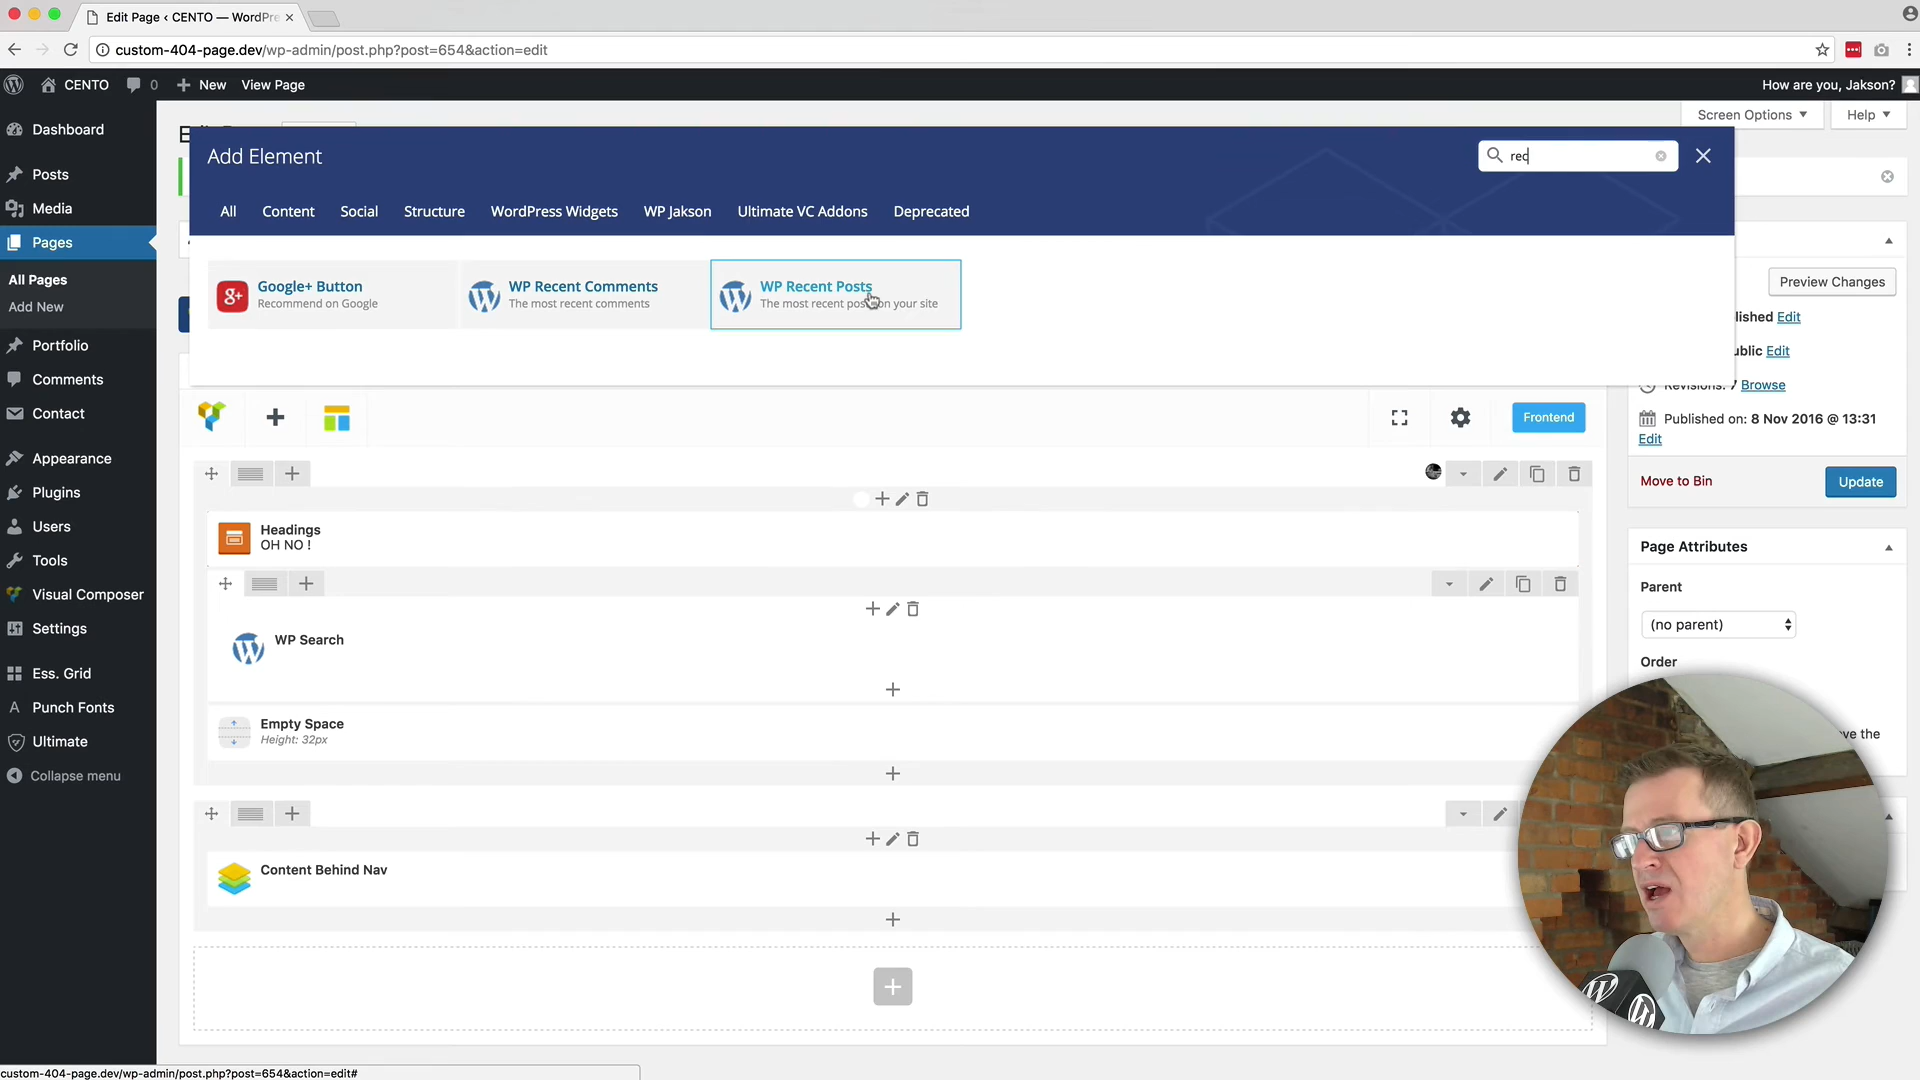 Edit Page ‹ CENTO — WordPre
custom-404-page.dev/wp-admin/post.php?post=654&action=edit
CENTO
0
New
View Page
How are you, Jakson?
Dashboard
Posts
Media
Pages
All Pages
Add New
Portfolio
Comments
Contact
Appearance
Plugins
Users
Tools
Visual Composer
Settings
Ess. Grid
Punch Fonts
Ultimate
Collapse menu
Screen Options
Help
Add Element
rec
All
Content
Social
Structure
WordPress Widgets
WP Jakson
Ultimate VC Addons
Deprecated
Google+ Button
Recommend on Google
WP Recent Comments
The most recent comments
WP Recent Posts
The most recent posts on your site
Frontend
Headings
OH NO !
WP Search
Empty Space
Height: 32px
Content Behind Nav
Preview Changes
lished Edit
ublic Edit
Revisions: 7 Browse
Published on: 8 Nov 2016 @ 13:31
Edit
Move to Bin
Update
Page Attributes
Parent
(no parent)
Order
ve the
custom-404-page.dev/wp-admin/post.php?post=654&action=edit#